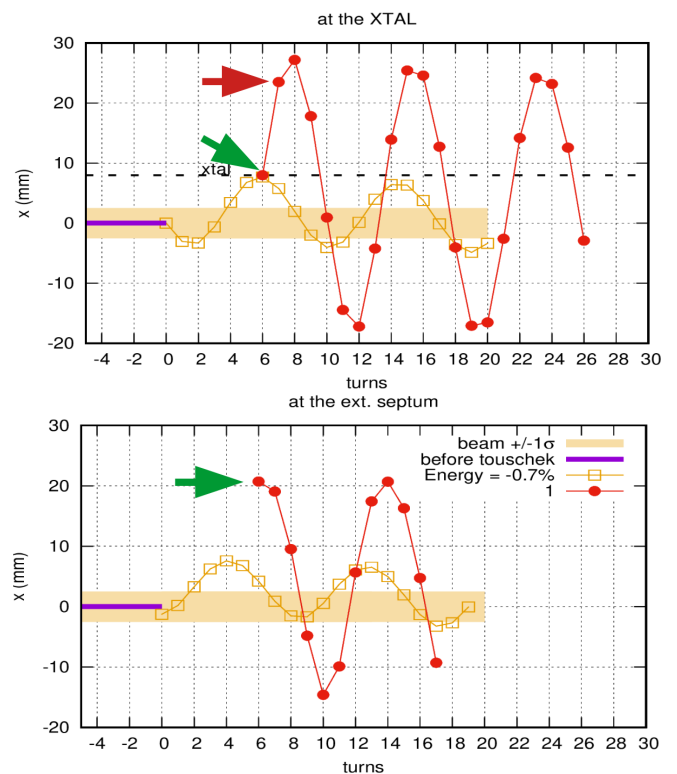 at the XTAL
30
20
10
0
-10
-20
x (mm)
xtal
-4 -2 0 2 4 6 8 10 12 14 16 18 20 22 24 26 28 30
turns
at the ext. septum
30
20
10
0
-10
-20
x (mm)
beam +/-1σ
before touschek
Energy = -0.7%
1
-4 -2 0 2 4 6 8 10 12 14 16 18 20 22 24 26 28 30
turns